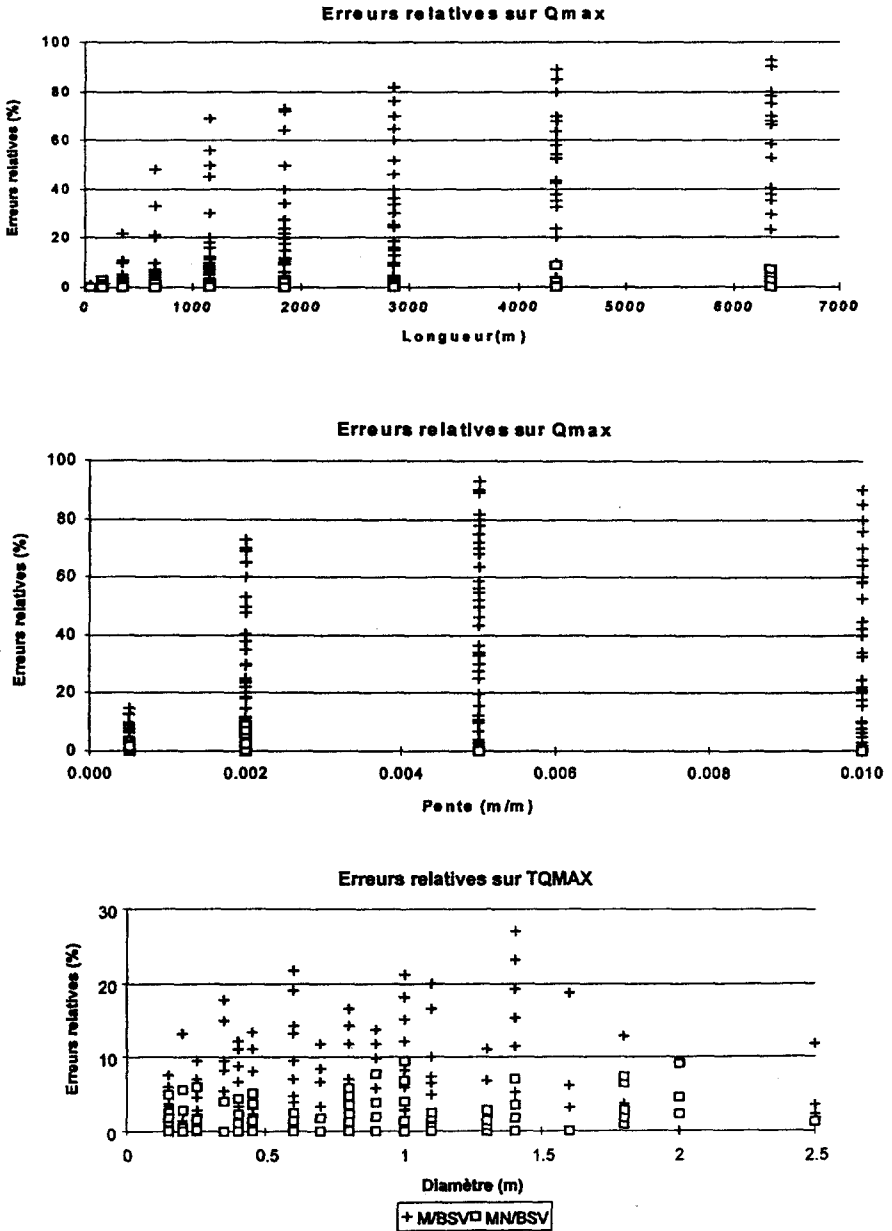 Erreurs relatives sur Qmax
Erreurs relatives (%)
100
80
60
40
20
0
0 1000 2000 3000 4000 5000 6000 7000
Longueur(m)
Erreurs relatives sur Qmax
Erreurs relatives (%)
100
80
60
40
20
0
0.000 0.002 0.004 0.006 0.008 0.010
Pente (m/m)
Erreurs relatives sur TQMAX
Erreurs relatives (%)
30
20
10
0
0 0.5 1 1.5 2 2.5
Diamètre (m)
+ M/BSV □ MN/BSV